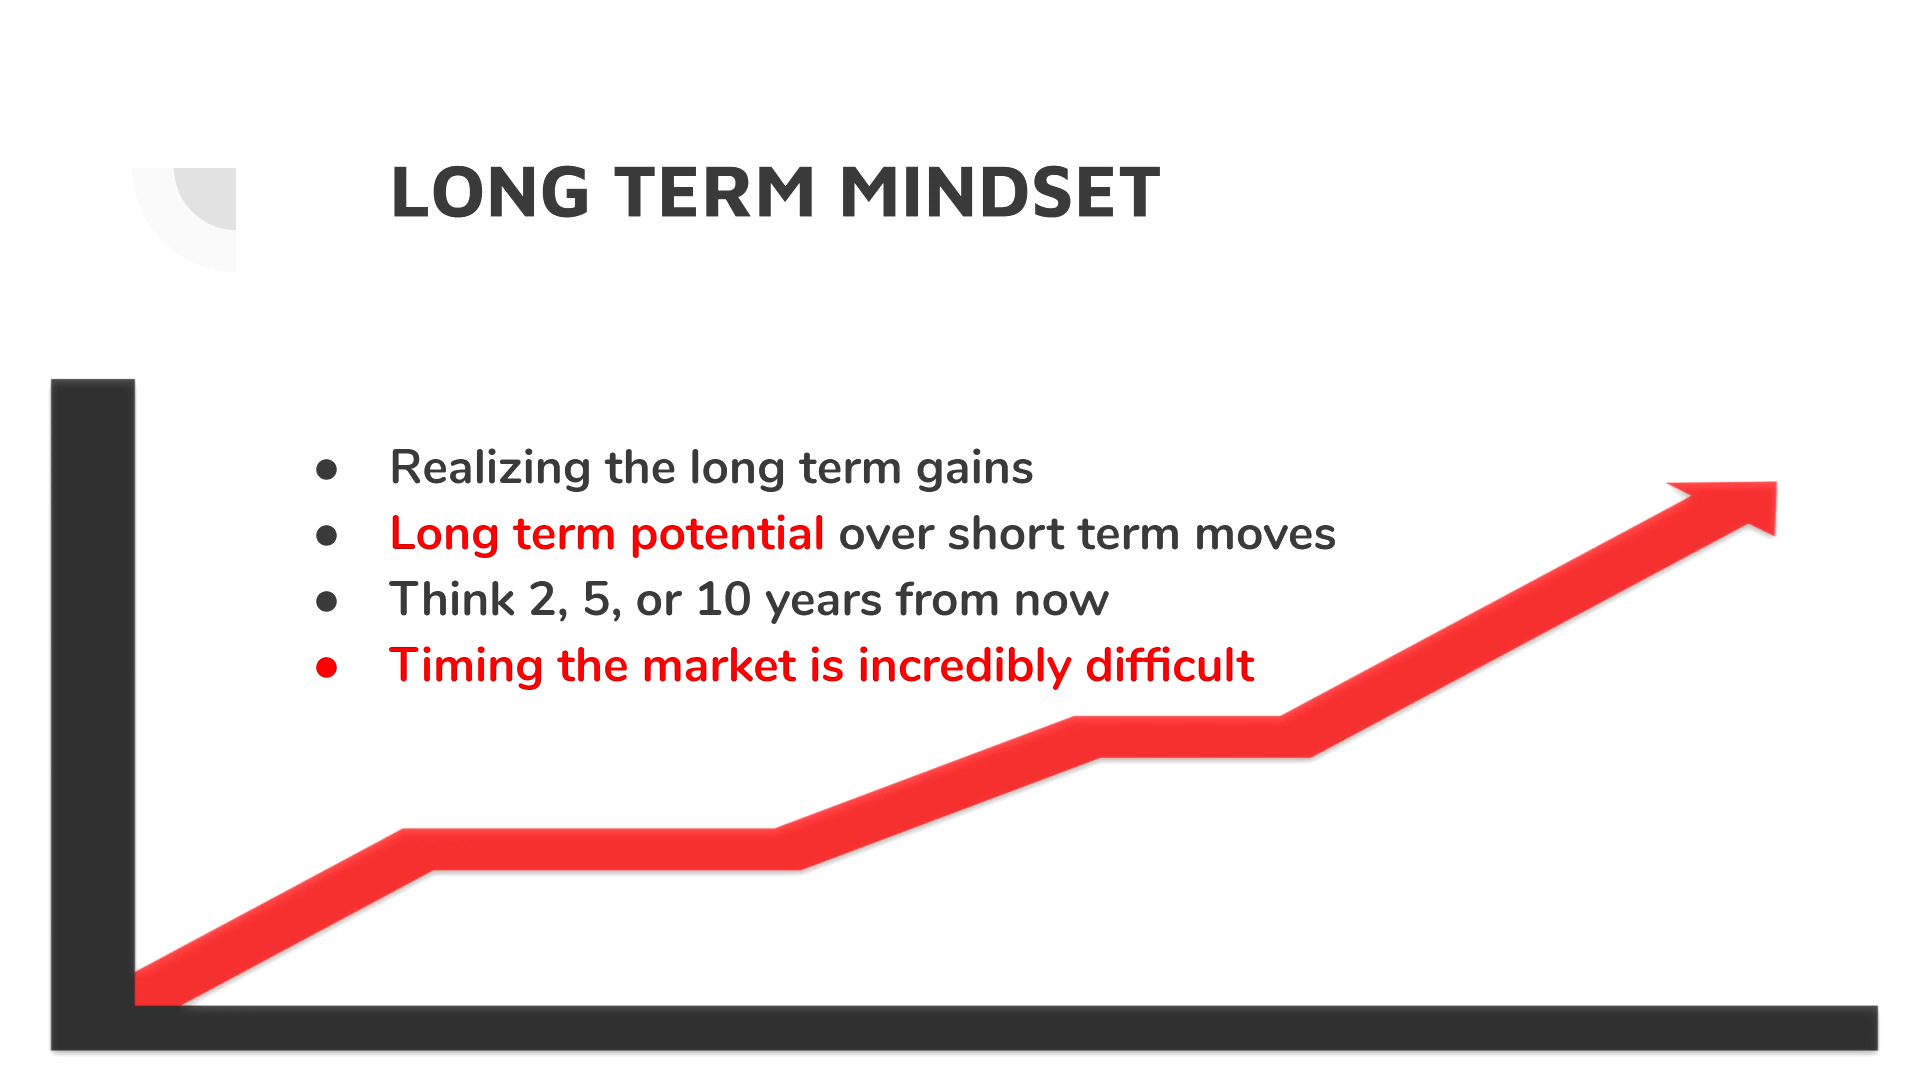 LONG TERM MINDSET
● Realizing the long term gains
● Long term potential over short term moves
● Think 2, 5, or 10 years from now
● Timing the market is incredibly difficult